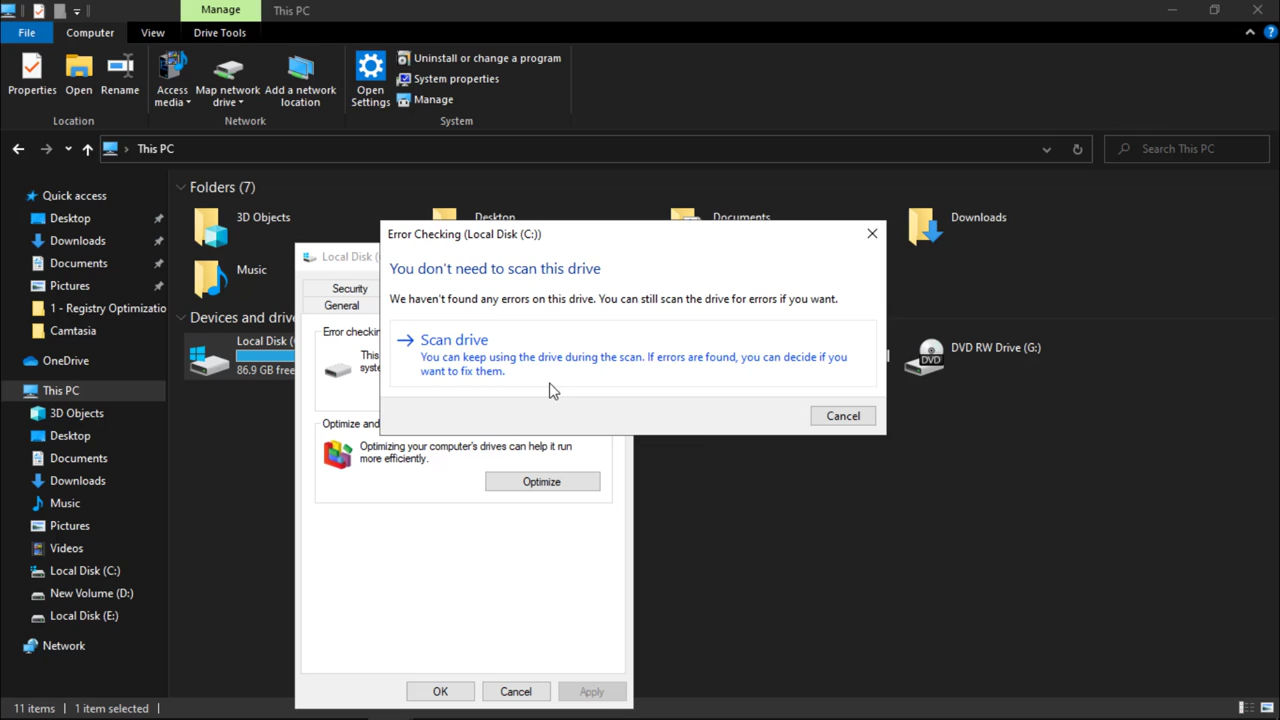 Manage
This PC
File
Computer
View
Drive Tools
Properties
Open
Rename
Access media
Map network drive
Add a network location
Open Settings
Uninstall or change a program
System properties
Manage
Location
Network
System
This PC
Search This PC
Quick access
Desktop
Downloads
Documents
Pictures
1 - Registry Optimizatio
Camtasia
OneDrive
This PC
3D Objects
Desktop
Documents
Downloads
Music
Pictures
Videos
Local Disk (C:)
New Volume (D:)
Local Disk (E:)
Network
Folders (7)
3D Objects
Desktop
Documents
Downloads
Music
Devices and drive
Local Disk (
86.9 GB free
DVD RW Drive (G:)
DVD
Local Disk (
Security
General
Error checkin
This
syste
Optimize and
Optimizing your computer's drives can help it run
more efficiently.
Optimize
OK
Cancel
Apply
Error Checking (Local Disk (C:))
You don't need to scan this drive
We haven't found any errors on this drive. You can still scan the drive for errors if you want.
Scan drive
You can keep using the drive during the scan. If errors are found, you can decide if you
want to fix them.
Cancel
11 items
1 item selected